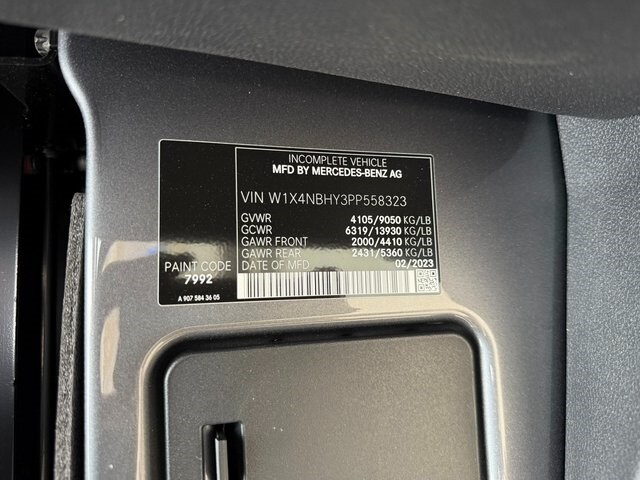 INCOMPLETE VEHICLE
MFD BY MERCEDES-BENZ AG
VIN W1X4NBHY3PP558323
GVWR 4105/9050 KG/LB
GCWR 6319/13930 KG/LB
GAWR FRONT 2000/4410 KG/LB
GAWR REAR 2431/5360 KG/LB
DATE OF MFD 02/2023
PAINT CODE
7992
A 907 584 36 05